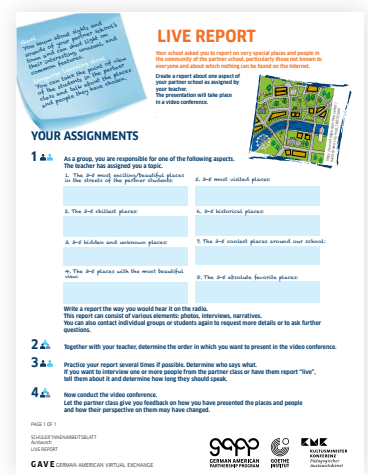 Goal:
You know about sights and
sounds of your partner school's
town and can shed light on
their interesting, unusual, and
common features.
You can take the point of view
of the students in the partner
class and talk about the places
and people they have chosen.
LIVE REPORT
Your school asked you to report on very special places and people in
the community of the partner school, particularly those not known to
everyone and about which nothing can be found on the Internet.
Create a report about one aspect of
your partner school as assigned by
your teacher.
The presentation will take place
in a video conference.
YOUR ASSIGNMENTS
1
As a group, you are responsible for one of the following aspects.
The teacher has assigned you a topic.
1. The 3-5 most exciting/beautiful places
in the streets of the partner students:
2. The 3-5 chillest places:
3. 3-5 hidden and unknown places:
4. The 3-5 places with the most beautiful
view:
5. 3-5 most visited places:
6. 3-5 historical places:
7. The 3-5 coolest places around our school:
8. The 3-5 absolute favorite places:
Write a report the way you would hear it on the radio.
This report can consist of various elements: photos, interviews, narratives.
You can also contact individual groups or students again to request more details or to ask further
questions.
2 Together with your teacher, determine the order in which you want to present in the video conference.
3 Practice your report several times if possible. Determine who says what.
If you want to interview one or more people from the partner class or have them report "live",
tell them about it and determine how long they should speak.
4 Now conduct the video conference.
Let the partner class give you feedback on how you have presented the places and people
and how their perspective on them may have changed.
PAGE 1 OF 1
SCHÜLER*INNENARBEITSBLATT
Austausch
LIVE REPORT
GAVE GERMAN AMERICAN VIRTUAL EXCHANGE
gapp
GERMAN AMERICAN
PARTNERSHIP PROGRAM
GOETHE
INSTITUT
KMK
KULTUSMINISTER
KONFERENZ
Pädagogischer
Austauschdienst